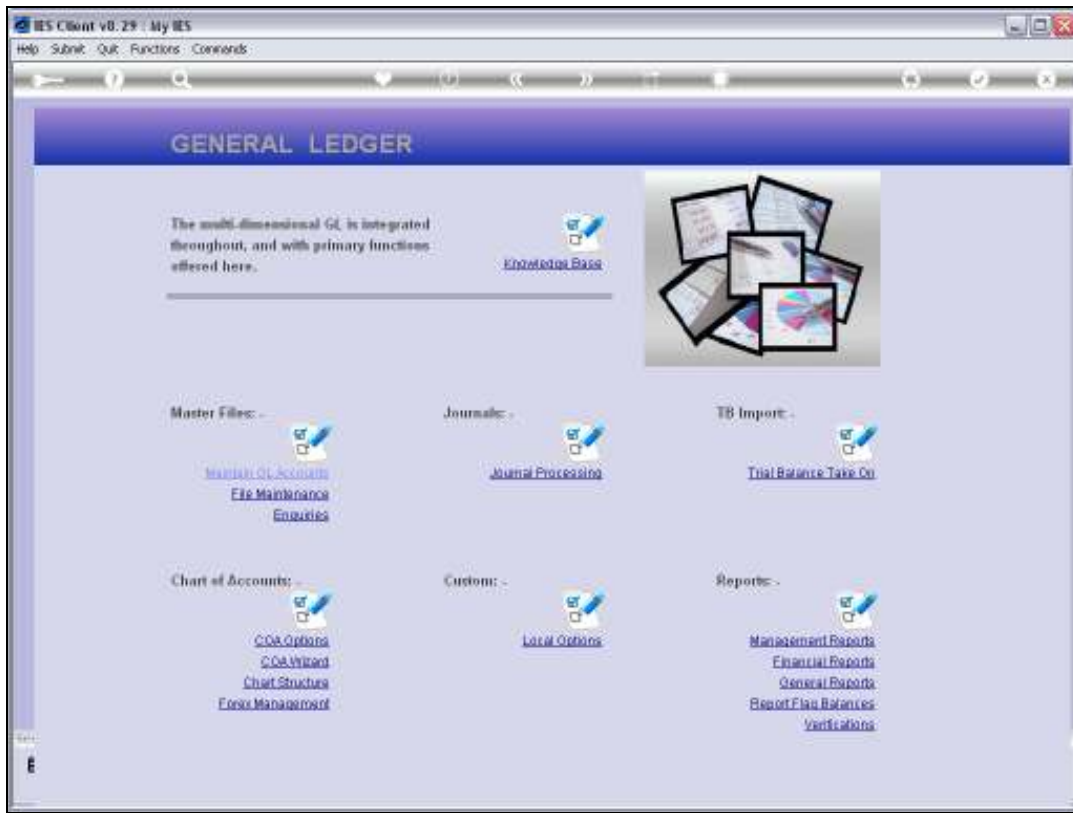 IES Client v0.29 : My IES
Help Submit Quit Functions Commands
GENERAL LEDGER
The multi-dimensional GL is integrated
throughout, and with primary functions
offered here.
Knowledge Base
Master Files: -
Journals: -
TB Import: -
Maintain GL Accounts
Journal Processing
Trial Balance Take On
File Maintenance
Enquiries
Chart of Accounts: -
Custom: -
Reports: -
COA Options
Local Options
Management Reports
COA Wizard
Financial Reports
Chart Structure
General Reports
Forex Management
Report Flag Balances
Verifications